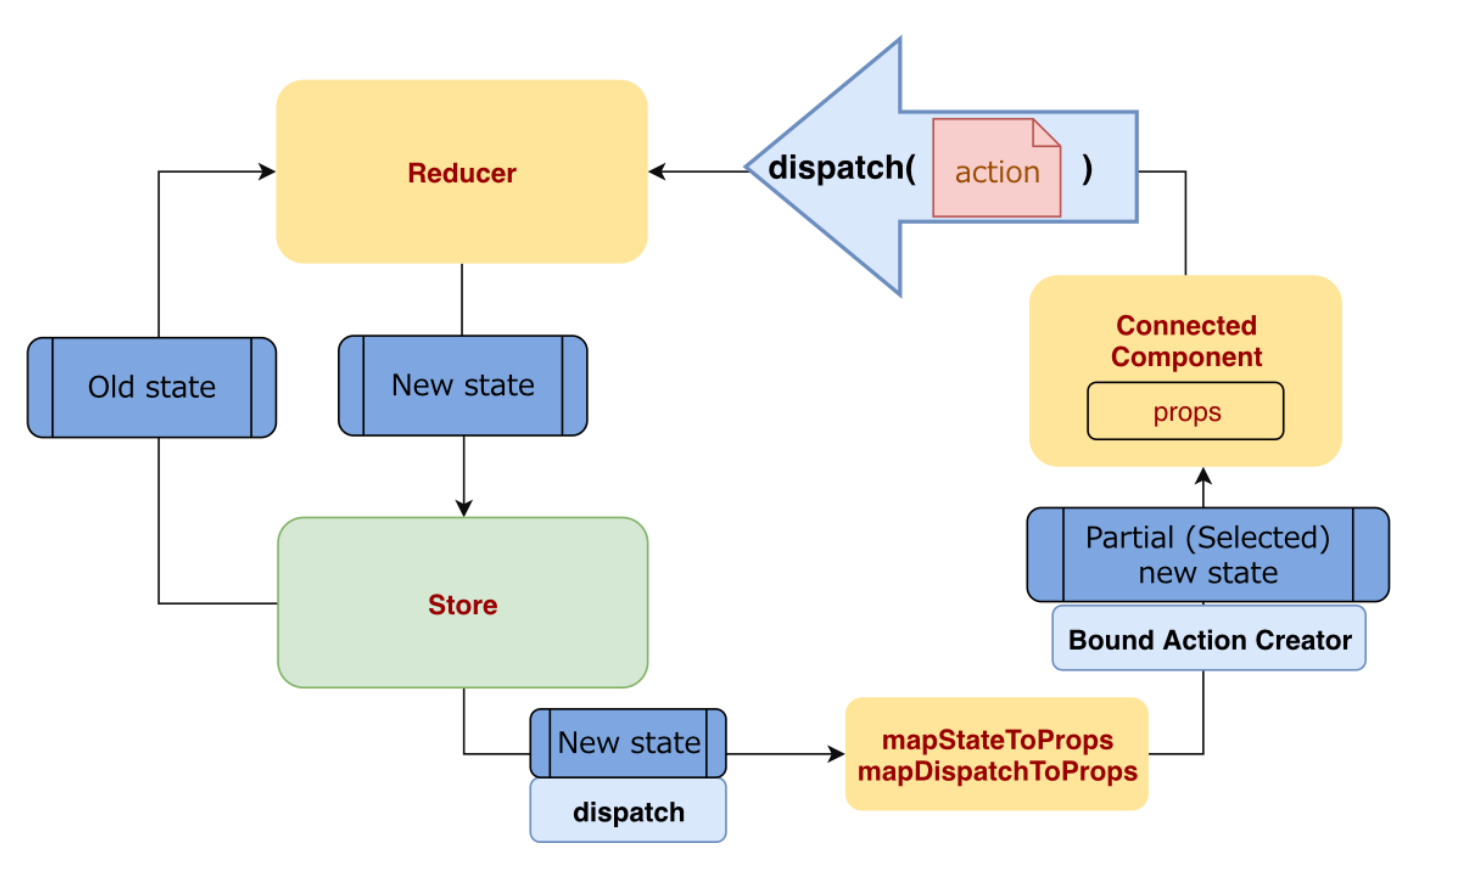 Reducer
dispatch( action )
Connected
Component
props
Old state
New state
Partial (Selected)
new state
Bound Action Creator
Store
New state
dispatch
mapStateToProps
mapDispatchToProps